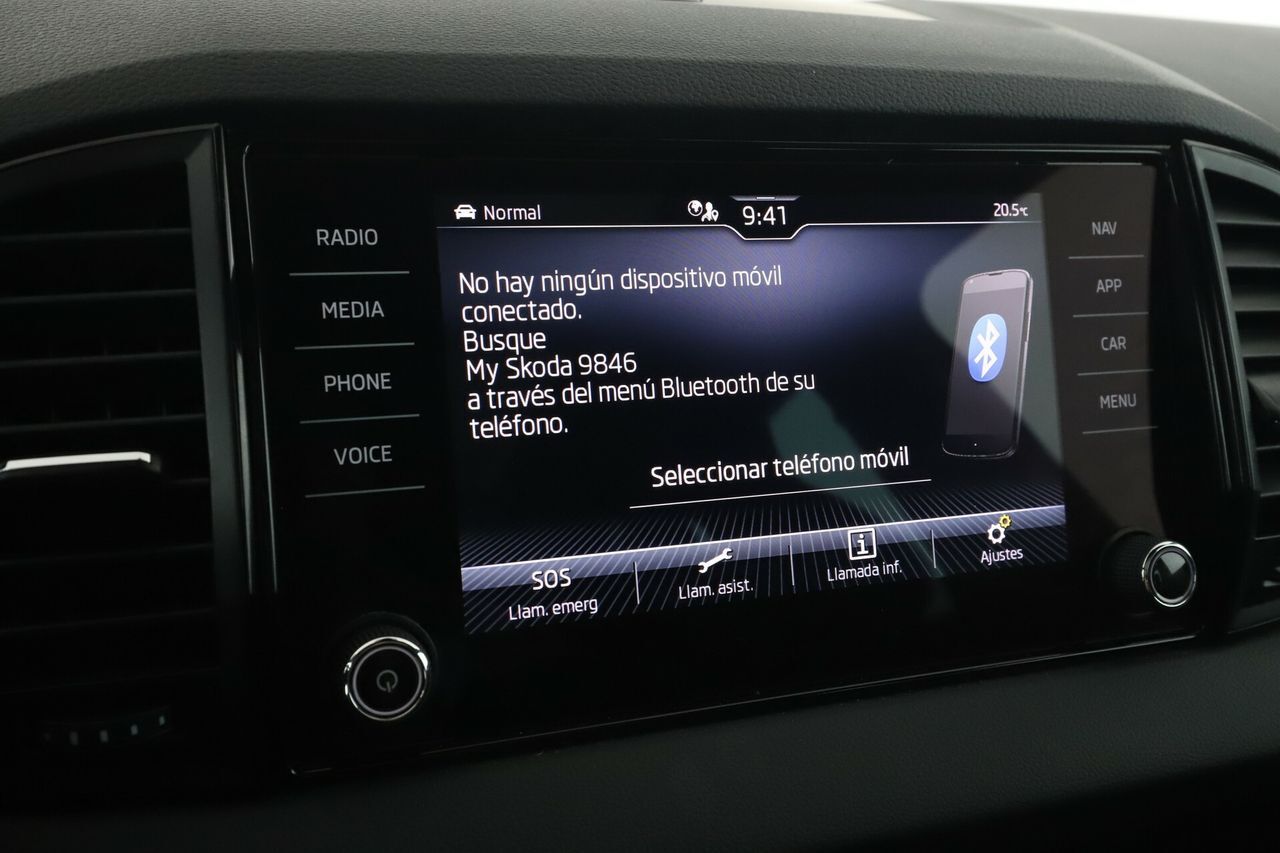 Normal
9:41
20.5°C
RADIO
MEDIA
PHONE
VOICE
No hay ningún dispositivo móvil
conectado.
Busque
My Skoda 9846
a través del menú Bluetooth de su
teléfono.
Seleccionar teléfono móvil
SOS
Llam. emerg
Llam. asist.
Llamada inf.
Ajustes
NAV
APP
CAR
MENU